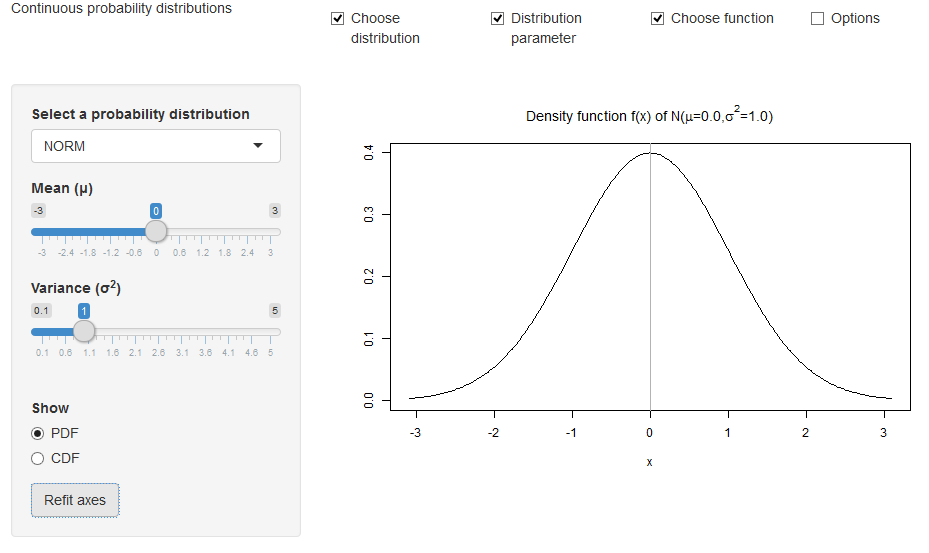 Continuous probability distributions
Choose distribution
Distribution parameter
Choose function
Options
Select a probability distribution
NORM
Mean (μ)
-3 0 3
-3 -2.4 -1.8 -1.2 -0.6 0 0.6 1.2 1.8 2.4 3
Variance (σ²)
0.1 1 5
0.1 0.6 1.1 1.6 2.1 2.6 3.1 3.6 4.1 4.6 5
Show
PDF
CDF
Refit axes
Density function f(x) of N(μ=0.0,σ²=1.0)
0.4
0.3
0.2
0.1
0.0
-3 -2 -1 0 1 2 3
x